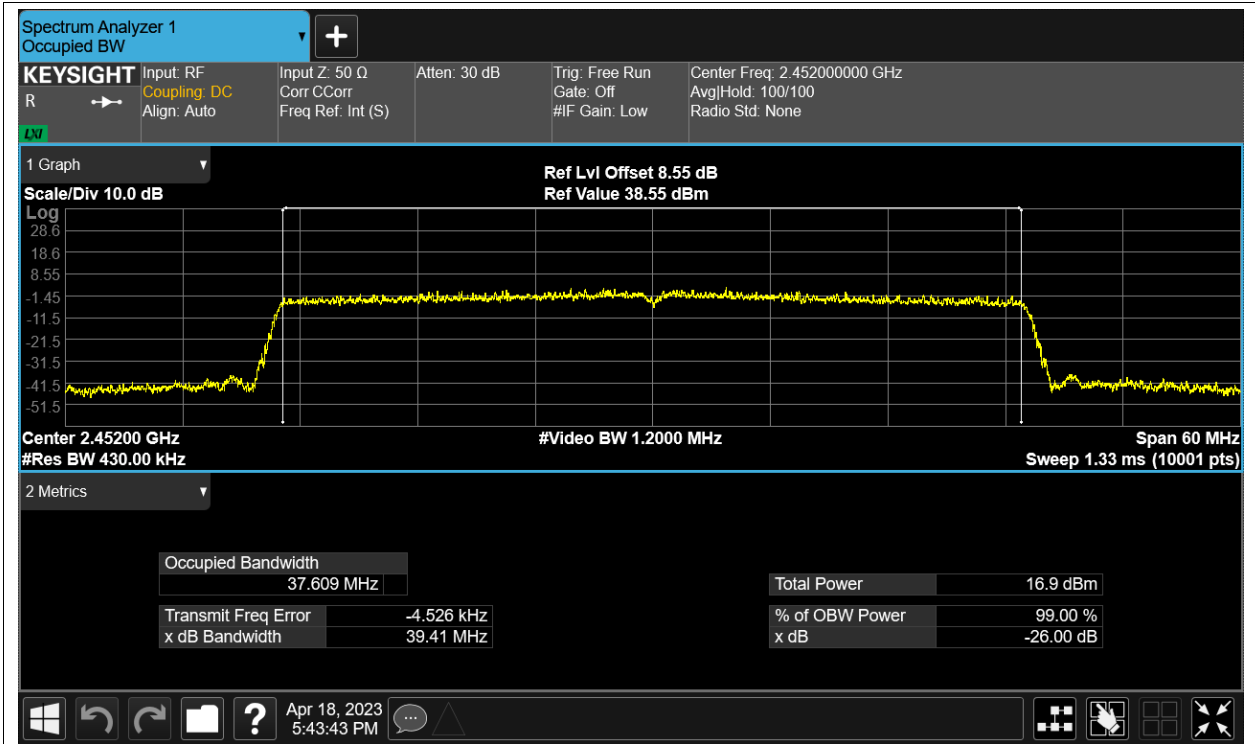 Spectrum Analyzer 1
Occupied BW
KEYSIGHT
R
LXI
Input: RF
Coupling: DC
Align: Auto
Input Z: 50 Ω
Corr CCorr
Freq Ref: Int (S)
Atten: 30 dB
Trig: Free Run
Gate: Off
#IF Gain: Low
Center Freq: 2.452000000 GHz
Avg|Hold: 100/100
Radio Std: None
1 Graph
Ref Lvl Offset 8.55 dB
Scale/Div 10.0 dB
Ref Value 38.55 dBm
Log
28.6
18.6
8.55
-1.45
-11.5
-21.5
-31.5
-41.5
-51.5
Center 2.45200 GHz
#Video BW 1.2000 MHz
Span 60 MHz
#Res BW 430.00 kHz
Sweep 1.33 ms (10001 pts)
2 Metrics
Occupied Bandwidth
37.609 MHz
Total Power 16.9 dBm
Transmit Freq Error -4.526 kHz
% of OBW Power 99.00 %
x dB Bandwidth 39.41 MHz
x dB -26.00 dB
?
Apr 18, 2023
5:43:43 PM